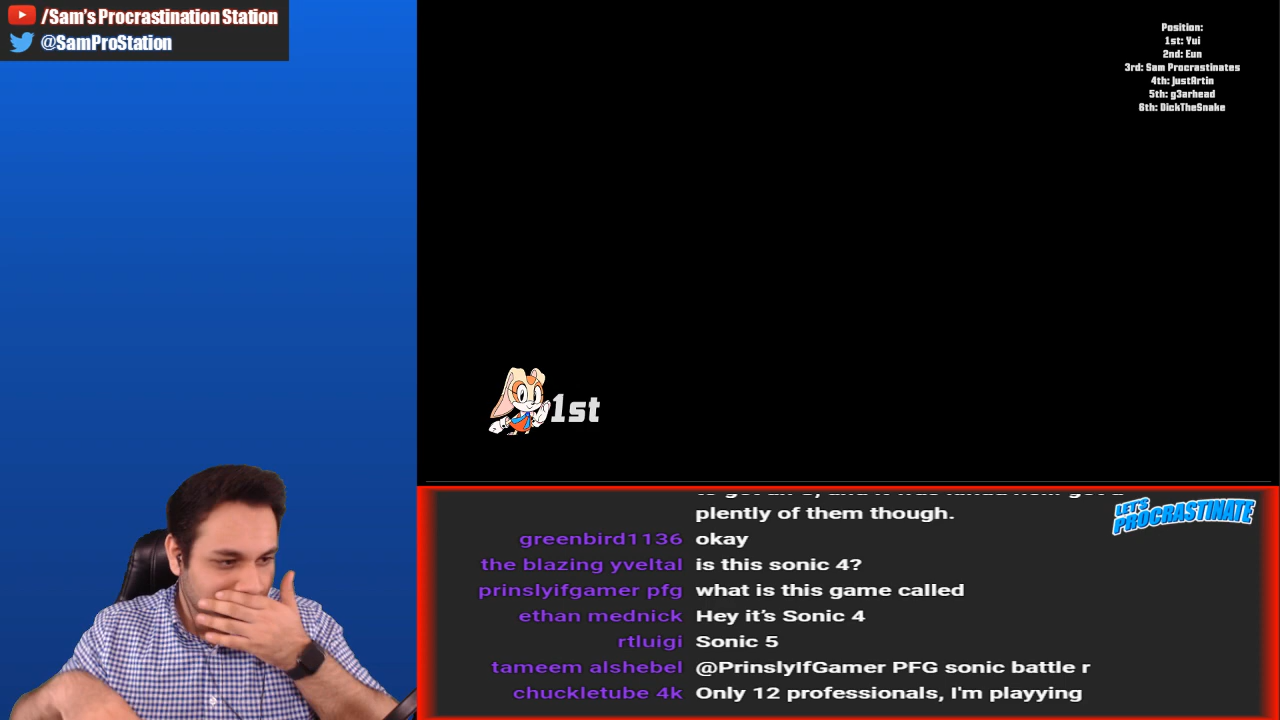 /Sam's Procrastination Station
@SamProStation
Position:
1st: Yui
2nd: Eun
3rd: Sam Procrastinates
4th: justArtin
5th: g3arhead
6th: DickTheSnake
1st
plently of them though.
greenbird1136 okay
the blazing yveltal is this sonic 4?
prinslyifgamer pfg what is this game called
ethan mednick Hey it's Sonic 4
rtluigi Sonic 5
tameem alshebel @PrinslyIfGamer PFG sonic battle r
chuckletube 4k Only 12 professionals, I'm playying
LET'S
PROCRASTINATE